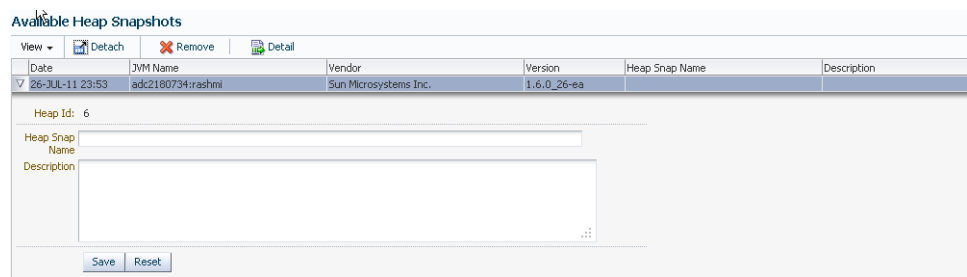 Available Heap Snapshots
View Detach Remove Detail
Date JVM Name Vendor Version Heap Snap Name Description
26-JUL-11 23:53 adc2180734:rashmi Sun Microsystems Inc. 1.6.0_26-ea
Heap Id: 6
Heap Snap
Name
Description
Save Reset